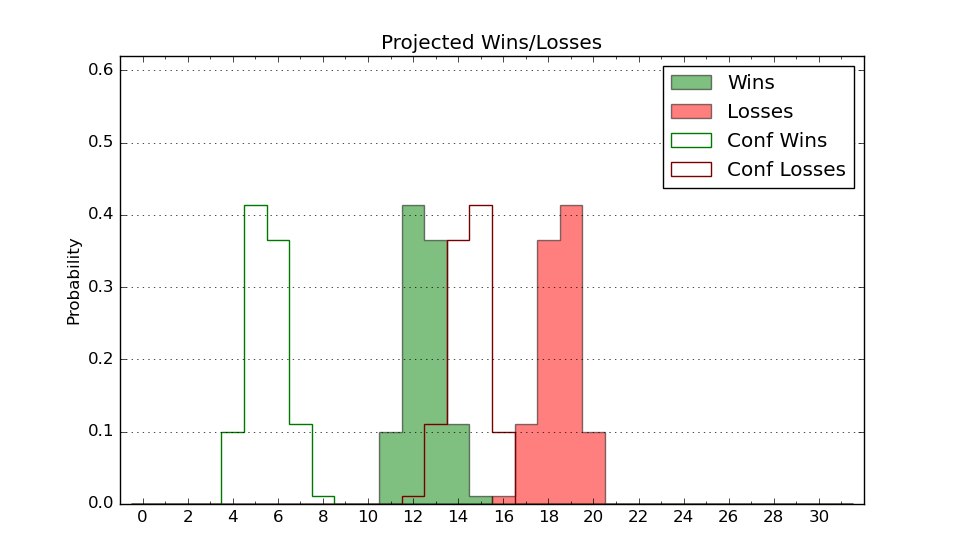 Projected Wins/Losses
0.6
0.5
0.4
0.3
0.2
0.1
0.0
Probability
Wins
Losses
Conf Wins
Conf Losses
0 2 4 6 8 10 12 14 16 18 20 22 24 26 28 30